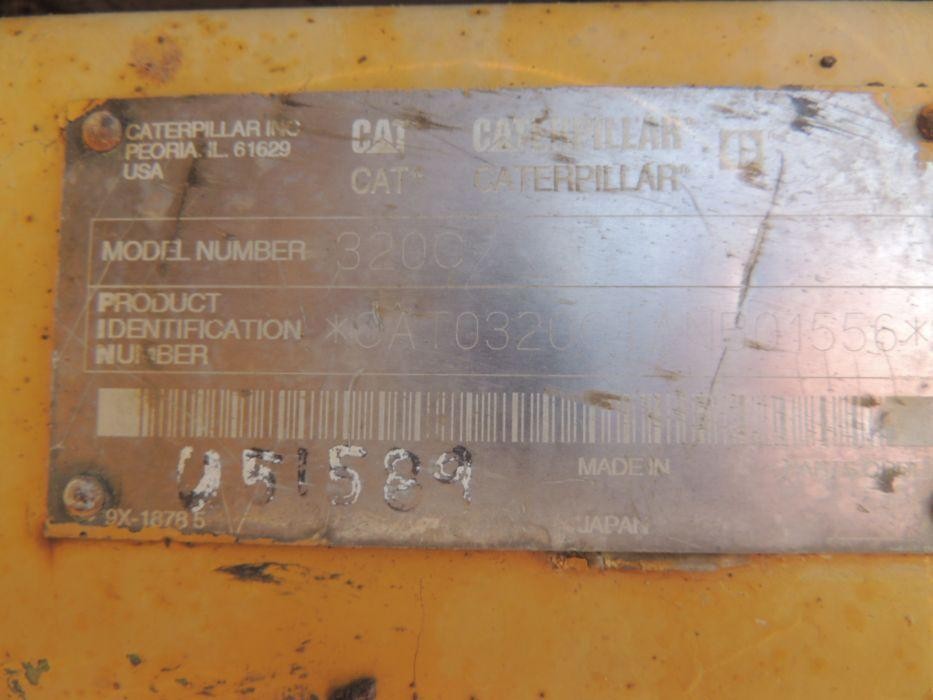 CATERPILLAR INC
PEORIA, IL. 61629
USA
CAT CATERPILLAR®
CAT® CATERPILLAR®
MODEL NUMBER 320C
PRODUCT
IDENTIFICATION
NUMBER
051589
MADE IN
JAPAN
9X-1878 5